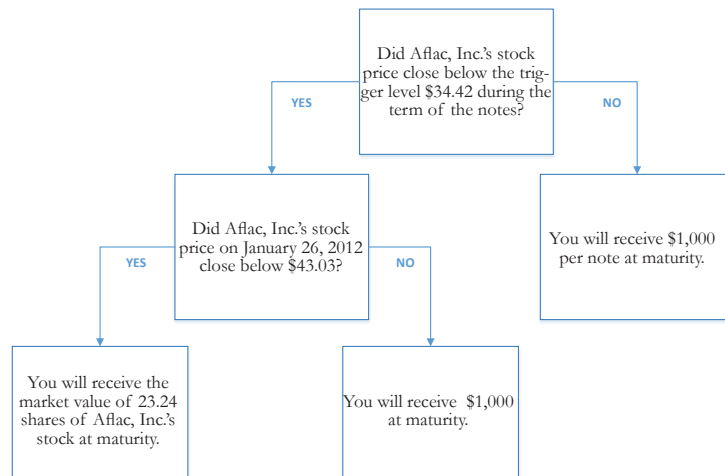 Did Aflac, Inc.'s stock
price close below the trig-
ger level $34.42 during the
term of the notes?
YES
NO
Did Aflac, Inc.'s stock
price on January 26, 2012
close below $43.03?
You will receive $1,000
per note at maturity.
YES
NO
You will receive the
market value of 23.24
shares of Aflac, Inc.'s
stock at maturity.
You will receive $1,000
at maturity.